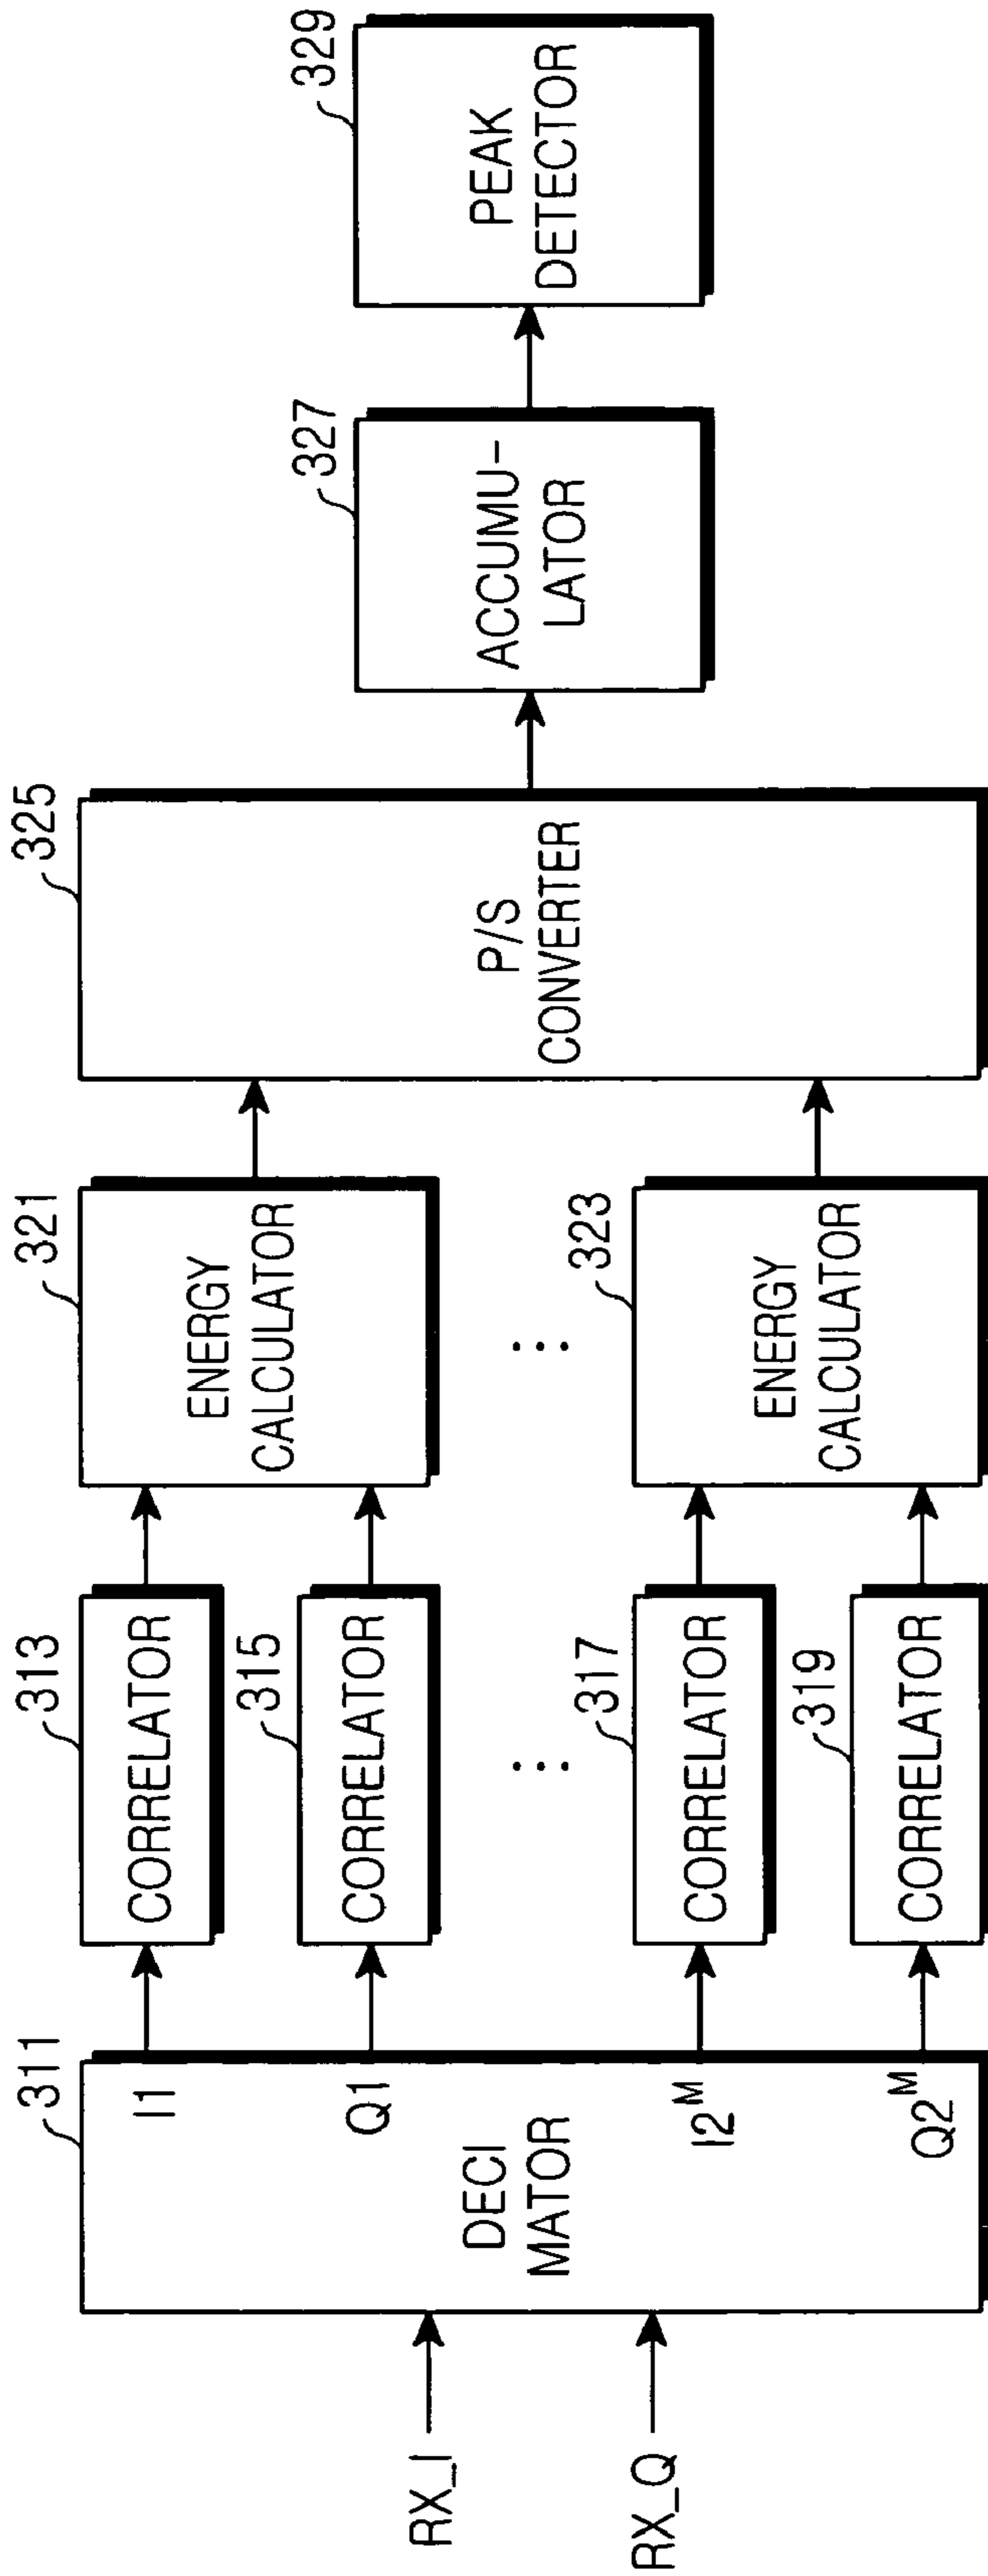 RX_I
RX_Q
311
DECI
MATOR
I1
Q1
I2^M
Q2^M
313
CORRELATOR
315
CORRELATOR
317
CORRELATOR
319
CORRELATOR
321
ENERGY
CALCULATOR
323
ENERGY
CALCULATOR
325
P/S
CONVERTER
327
ACCUMU-
LATOR
329
PEAK
DETECTOR